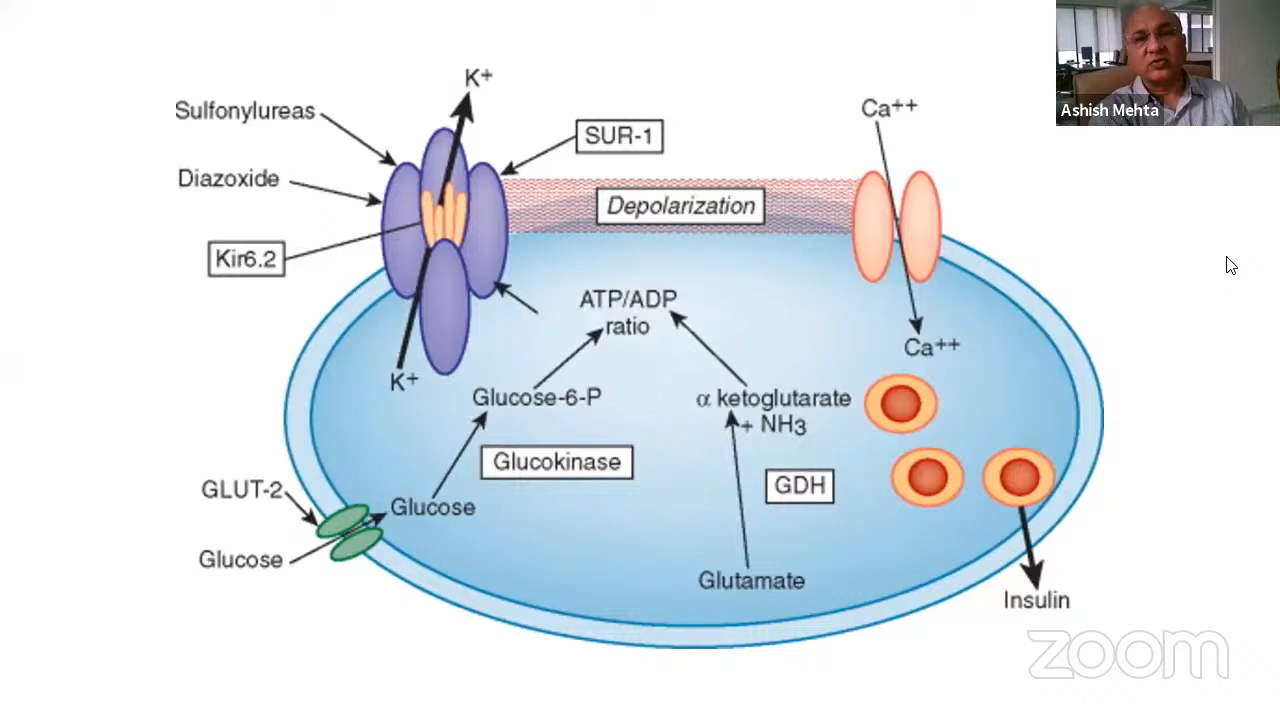 Ashish Mehta
K+
Sulfonylureas
SUR-1
Ca++
Diazoxide
Depolarization
Kir6.2
ATP/ADP
ratio
Ca++
K+
Glucose-6-P
α ketoglutarate
+ NH3
Glucokinase
GDH
GLUT-2
Glucose
Glucose
Glutamate
Insulin
zoom